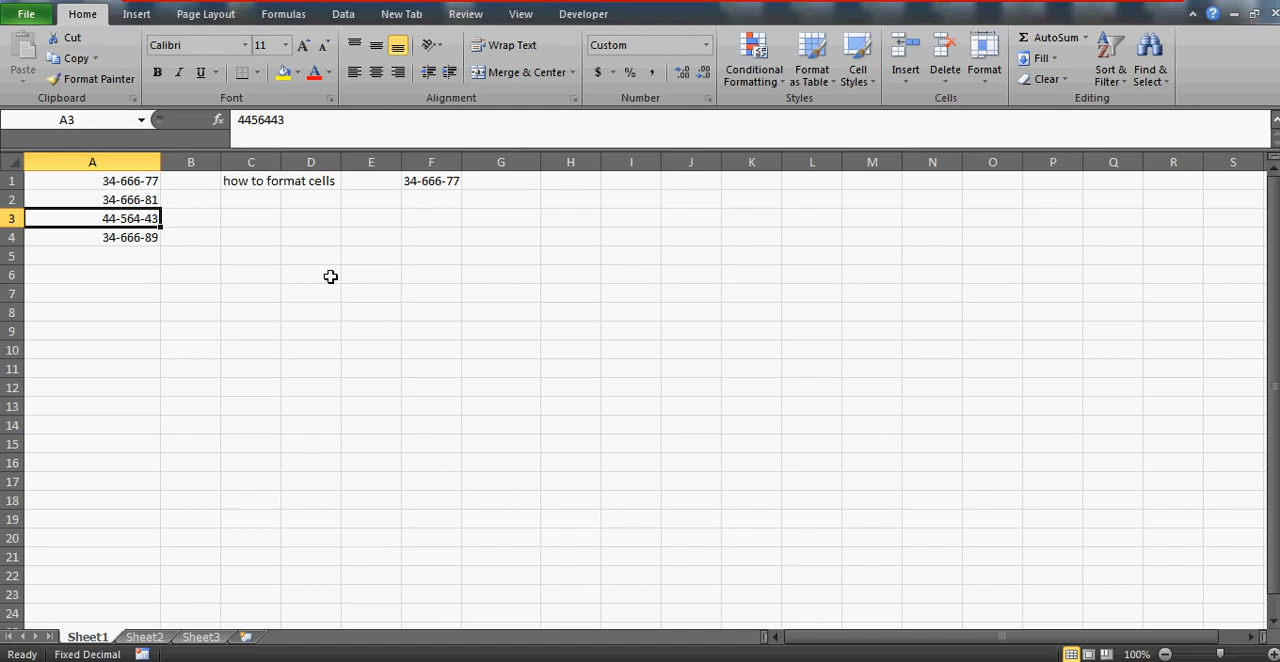 File Home Insert Page Layout Formulas Data New Tab Review View Developer
Cut Calibri 11 Wrap Text Custom AutoSum
Copy Fill
Paste Format Painter Merge & Center Conditional Formatting Format as Table Cell Styles Insert Delete Format Clear Sort & Filter Find & Select
Clipboard Font Alignment Number Styles Cells Editing
A3 fx 4456443
A B C D E F G H I J K L M N O P Q R S
1 34-666-77 how to format cells 34-666-77
2 34-666-81
3 44-564-43
4 34-666-89
5
6
7
8
9
10
11
12
13
14
15
16
17
18
19
20
21
22
23
24
Sheet1 Sheet2 Sheet3
Ready Fixed Decimal 100%